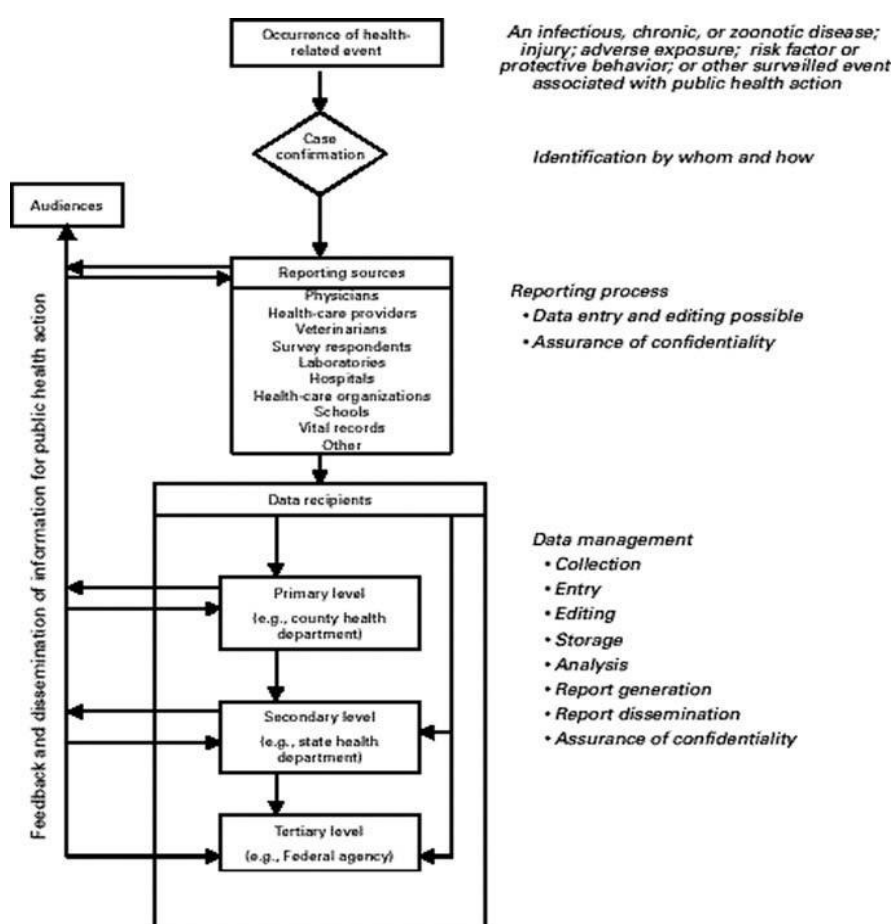 Occurrence of health-
related event
An infectious, chronic, or zoonotic disease;
injury; adverse exposure; risk factor or
protective behavior; or other surveilled event
associated with public health action
Case
confirmation
Identification by whom and how
Audiences
Reporting sources
Physicians
Health-care providers
Veterinarians
Survey respondents
Laboratories
Hospitals
Health-care organizations
Schools
Vital records
Other
Reporting process
• Data entry and editing possible
• Assurance of confidentiality
Feedback and dissemination of information for public health action
Data recipients
Primary level
(e.g., county health
department)
Secondary level
(e.g., state health
department)
Tertiary level
(e.g., Federal agency)
Data management
• Collection
• Entry
• Editing
• Storage
• Analysis
• Report generation
• Report dissemination
• Assurance of confidentiality